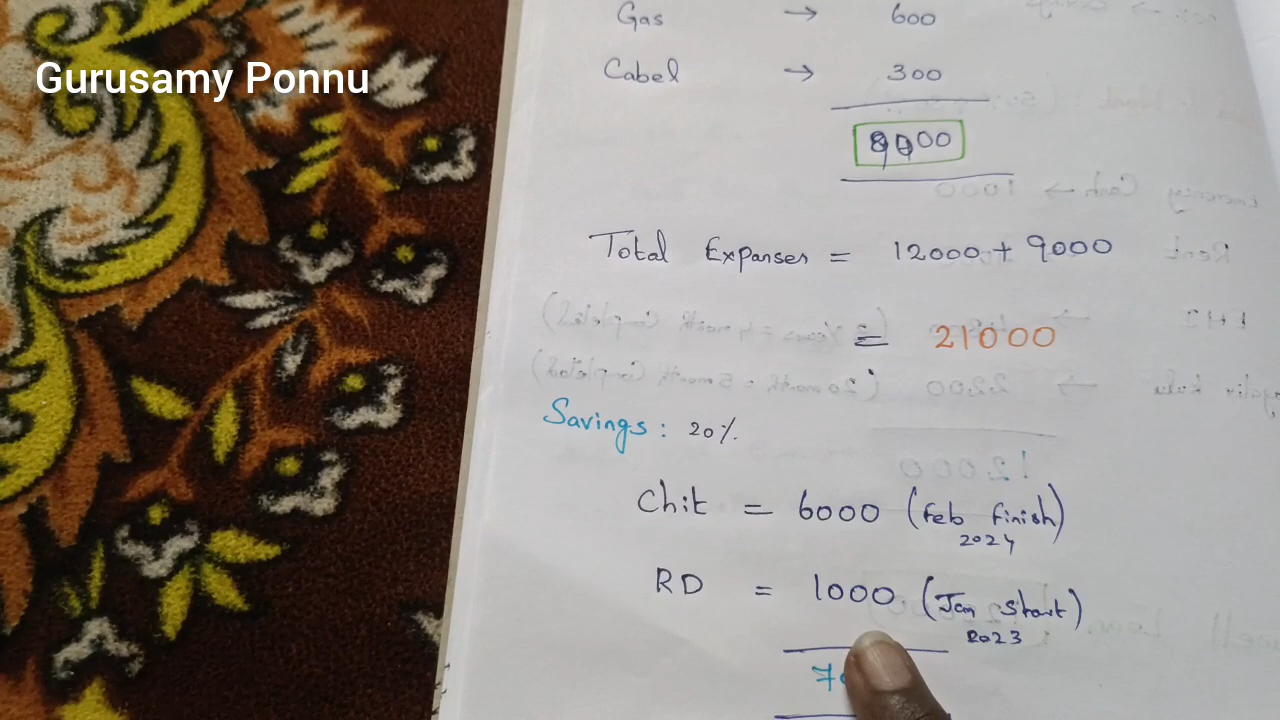 Gurusamy Ponnu
Gas → 600
Cabel → 300
9000
Total Expanses = 12000 + 9000
= 21000
Savings : 20%.
Chit = 6000 (Feb finish)
2024
RD = 1000 (Jan start)
2023